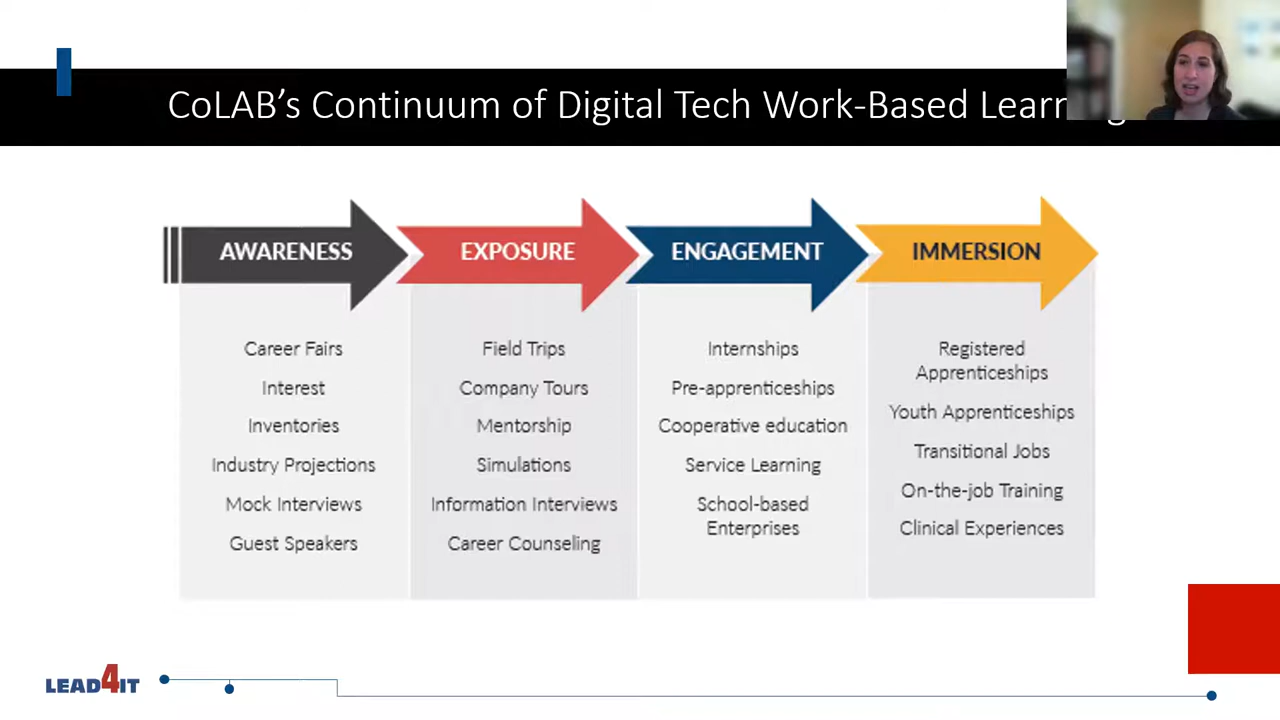 CoLAB's Continuum of Digital Tech Work-Based Learning
AWARENESS
Career Fairs
Interest
Inventories
Industry Projections
Mock Interviews
Guest Speakers
EXPOSURE
Field Trips
Company Tours
Mentorship
Simulations
Information Interviews
Career Counseling
ENGAGEMENT
Internships
Pre-apprenticeships
Cooperative education
Service Learning
School-based
Enterprises
IMMERSION
Registered
Apprenticeships
Youth Apprenticeships
Transitional Jobs
On-the-job Training
Clinical Experiences
LEAD4IT